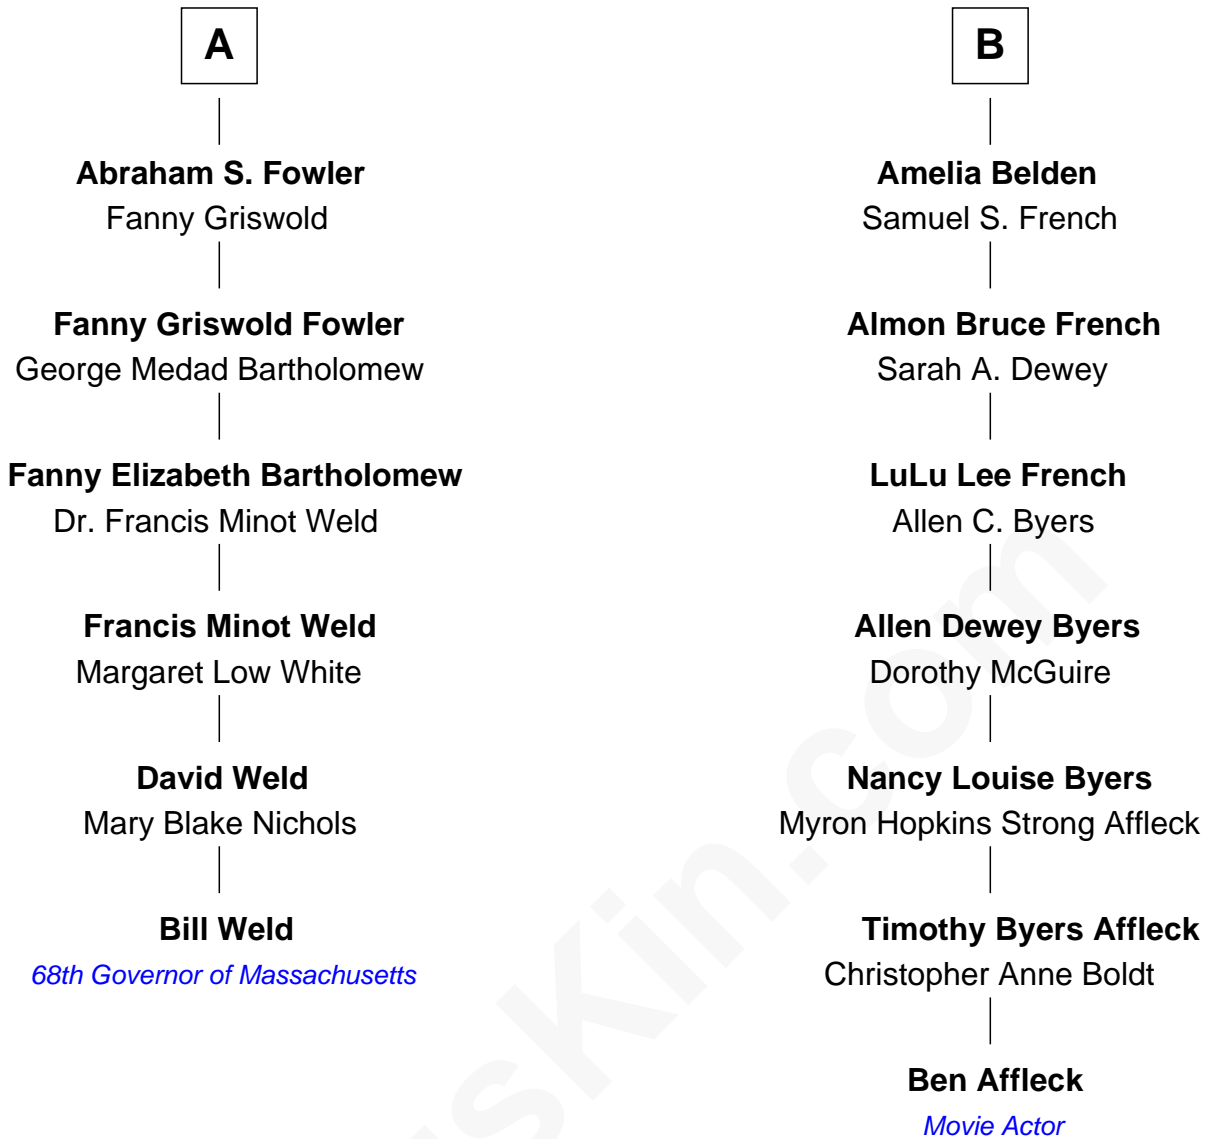 A
Abraham S. Fowler
Fanny Griswold
Fanny Griswold Fowler
George Medad Bartholomew
Fanny Elizabeth Bartholomew
Dr. Francis Minot Weld
Francis Minot Weld
Margaret Low White
David Weld
Mary Blake Nichols
Bill Weld
68th Governor of Massachusetts
B
Amelia Belden
Samuel S. French
Almon Bruce French
Sarah A. Dewey
LuLu Lee French
Allen C. Byers
Allen Dewey Byers
Dorothy McGuire
Nancy Louise Byers
Myron Hopkins Strong Affleck
Timothy Byers Affleck
Christopher Anne Boldt
Ben Affleck
Movie Actor
usKin.com